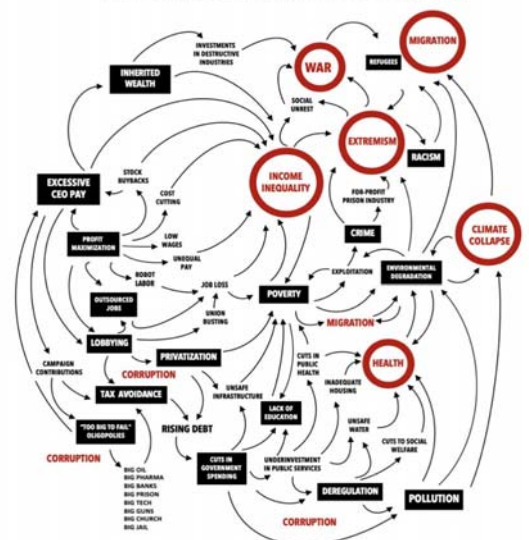 MIGRATION
INVESTMENTS
IN DESTRUCTIVE
INDUSTRIES
WAR
REFUGEES
INHERITED
WEALTH
SOCIAL
UNREST
EXTREMISM
RACISM
STOCK
BUYBACKS
EXCESSIVE
CEO PAY
COST
CUTTING
INCOME
INEQUALITY
FOR-PROFIT
PRISON INDUSTRY
CLIMATE
COLLAPSE
PROFIT
MAXIMIZATION
LOW
WAGES
CRIME
UNEQUAL
PAY
ROBOT
LABOR
EXPLOITATION
ENVIRONMENTAL
DEGRADATION
JOB LOSS
POVERTY
OUTSOURCED
JOBS
UNION
BUSTING
MIGRATION
LOBBYING
PRIVATIZATION
CUTS IN
PUBLIC
HEALTH
HEALTH
CAMPAIGN
CONTRIBUTIONS
CORRUPTION
INADEQUATE
HOUSING
TAX AVOIDANCE
UNSAFE
INFRASTRUCTURE
LACK OF
EDUCATION
"TOO BIG TO FAIL"
OLIGOPOLIES
RISING DEBT
UNSAFE
WATER
CUTS TO SOCIAL
WELFARE
CORRUPTION
CUTS IN
GOVERNMENT
SPENDING
UNDERINVESTMENT
IN PUBLIC SERVICES
BIG OIL
BIG PHARMA
BIG BANKS
BIG PRISON
BIG TECH
BIG GUNS
BIG CHURCH
BIG JAIL
DEREGULATION
POLLUTION
CORRUPTION